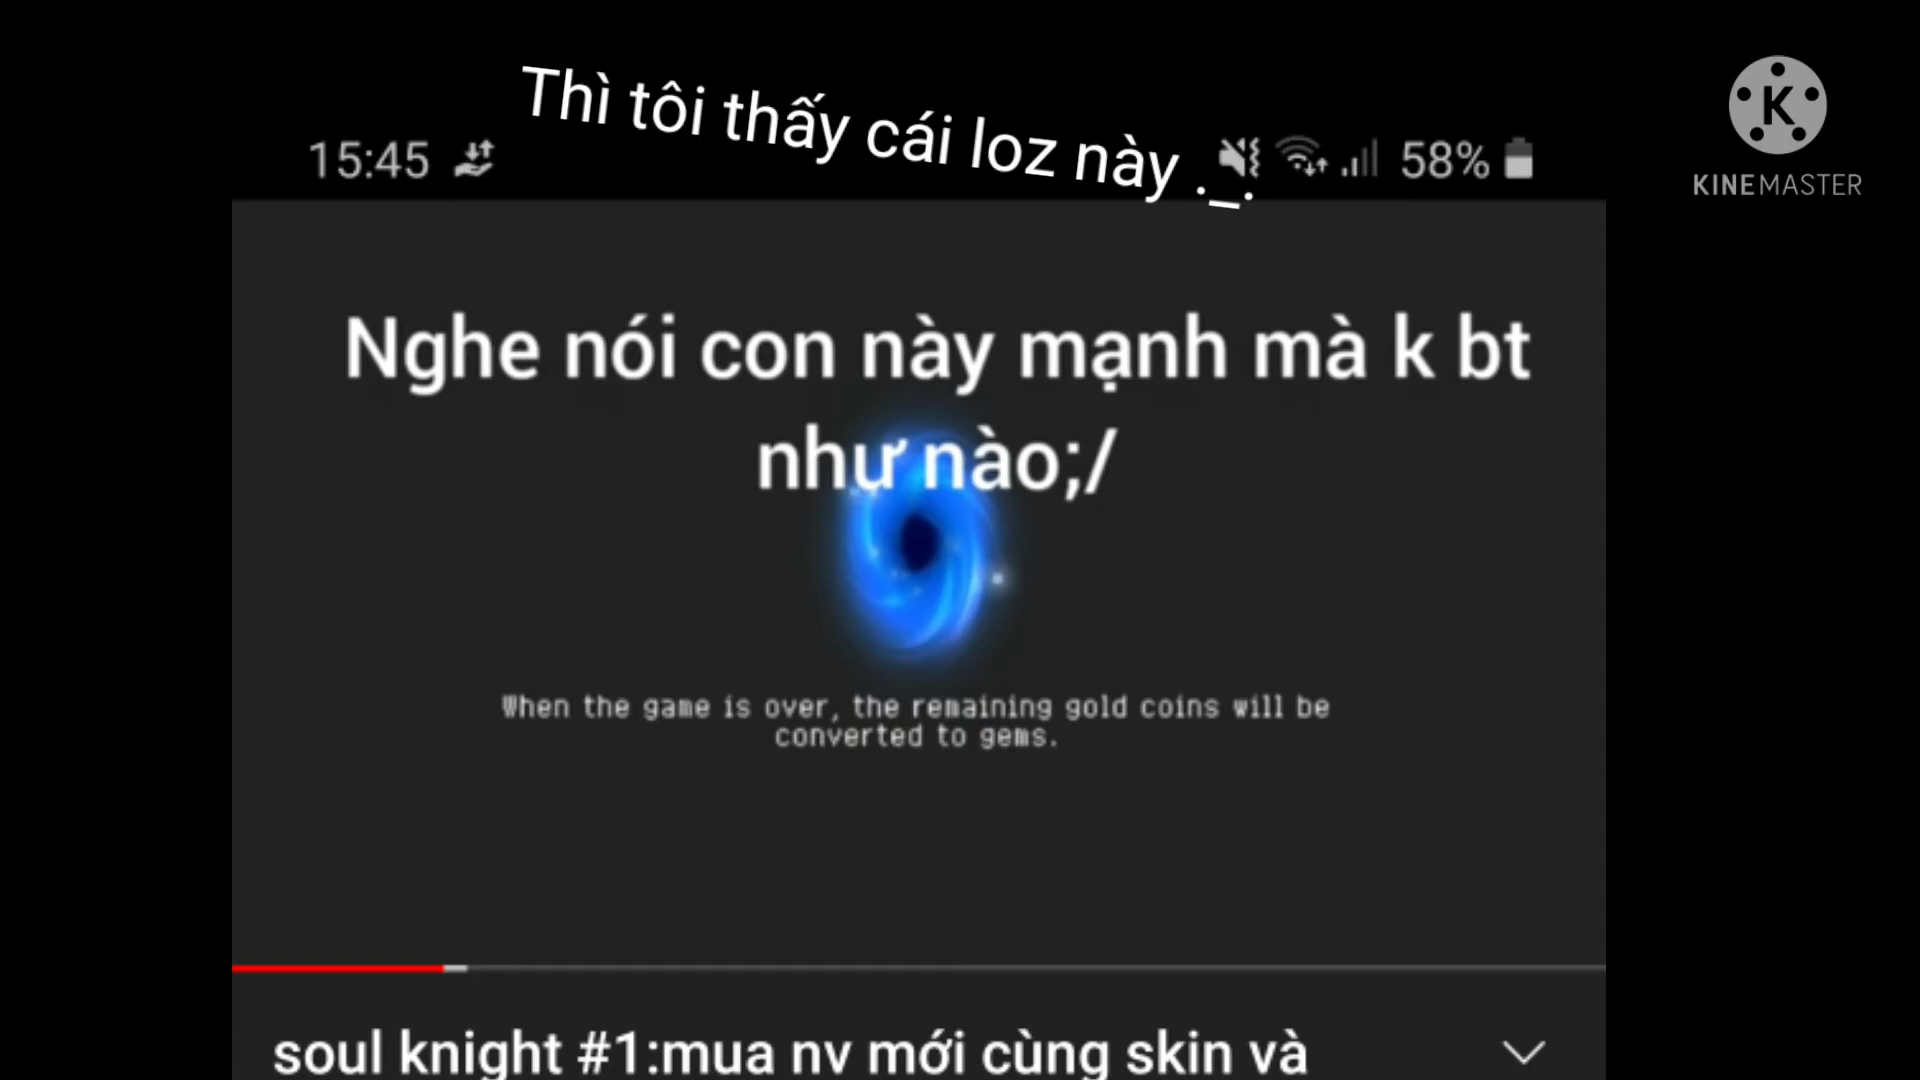 Thì tôi thấy cái loz này ._.
15:45
58%
KINEMASTER
Nghe nói con này mạnh mà k bt
như nào;/
When the game is over, the remaining gold coins will be
converted to gems.
soul knight #1:mua nv mới cùng skin và